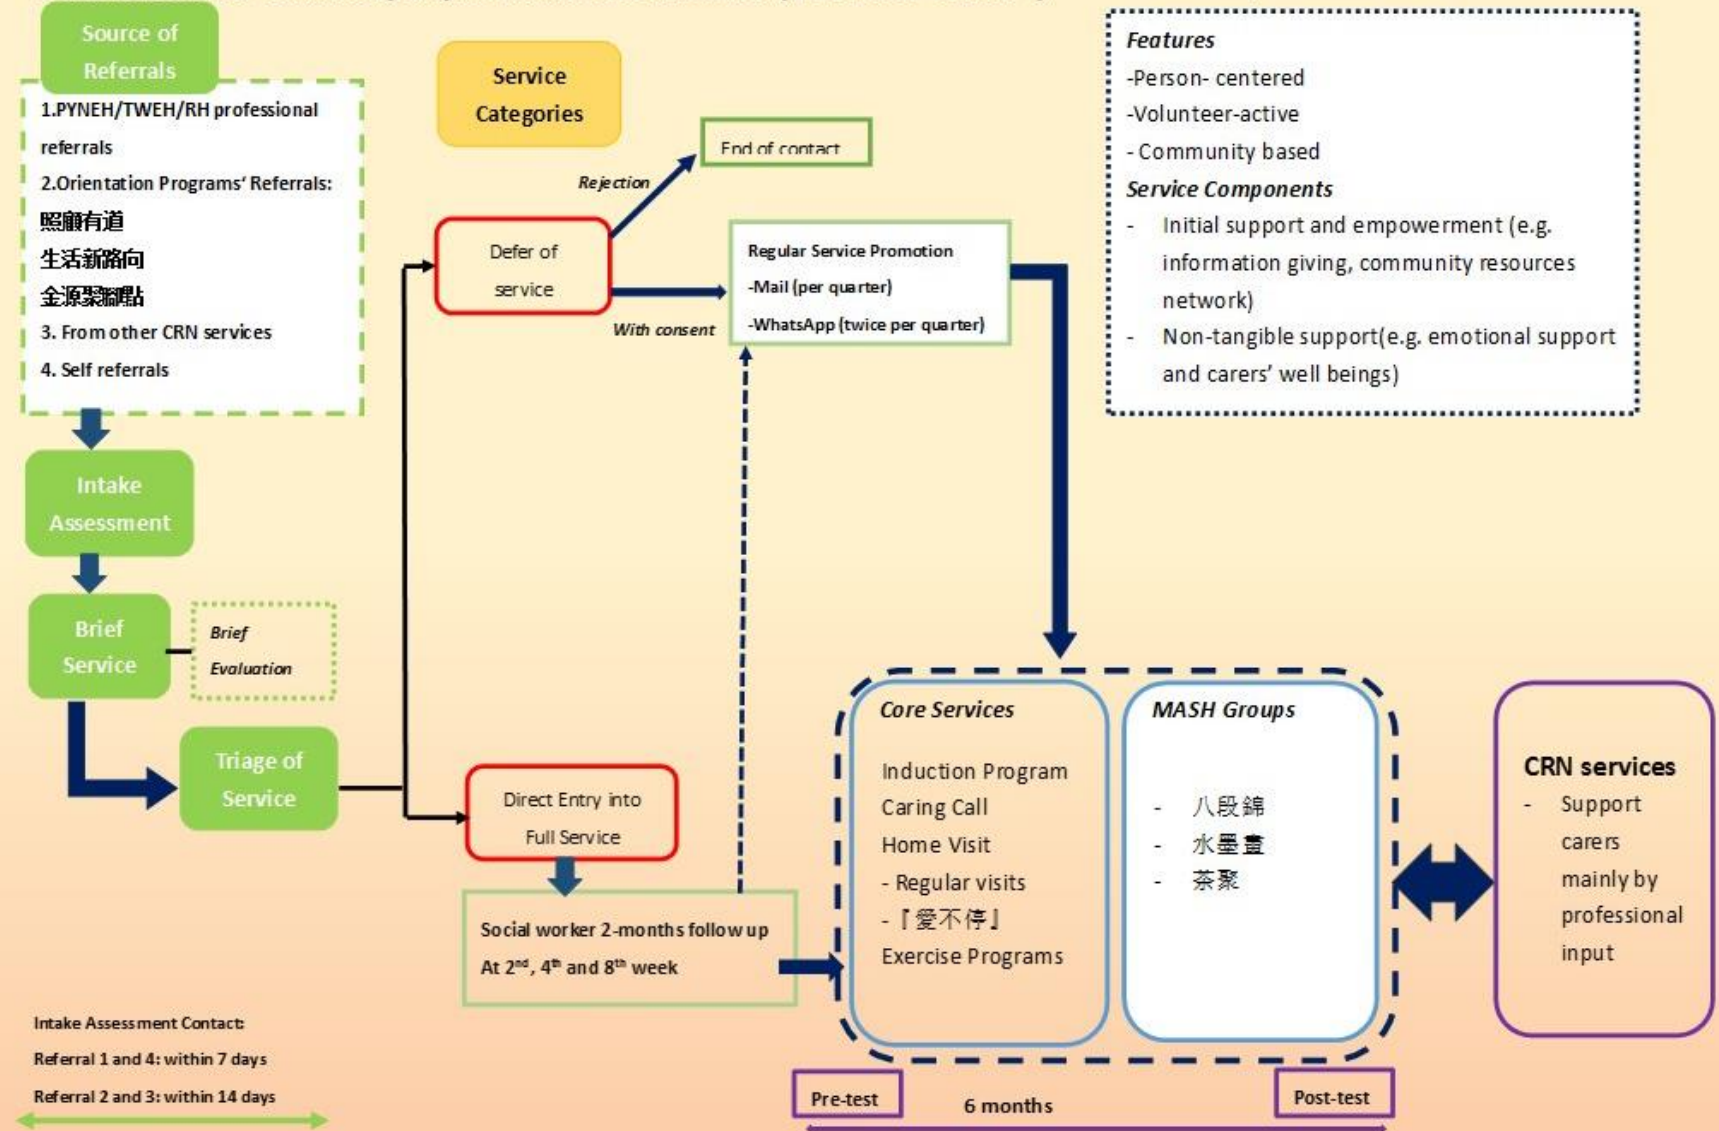 Source of
Referrals
1.PYNEH/TWEH/RH professional
referrals
2.Orientation Programs' Referrals:
照顧有道
生活新路向
金源聚腳點
3. From other CRN services
4. Self referrals
Intake
Assessment
Brief
Service
Brief
Evaluation
Triage of
Service
Service
Categories
Rejection
End of contact
Defer of
service
With consent
Regular Service Promotion
-Mail (per quarter)
-WhatsApp (twice per quarter)
Direct Entry into
Full Service
Social worker 2-months follow up
At 2nd, 4th and 8th week
Features
-Person- centered
-Volunteer-active
- Community based
Service Components
- Initial support and empowerment (e.g.
information giving, community resources
network)
- Non-tangible support(e.g. emotional support
and carers' well beings)
Core Services
Induction Program
Caring Call
Home Visit
- Regular visits
-『愛不停』
Exercise Programs
MASH Groups
- 八段錦
- 水墨畫
- 茶聚
CRN services
- Support
carers
mainly by
professional
input
Intake Assessment Contact:
Referral 1 and 4: within 7 days
Referral 2 and 3: within 14 days
Pre-test
6 months
Post-test